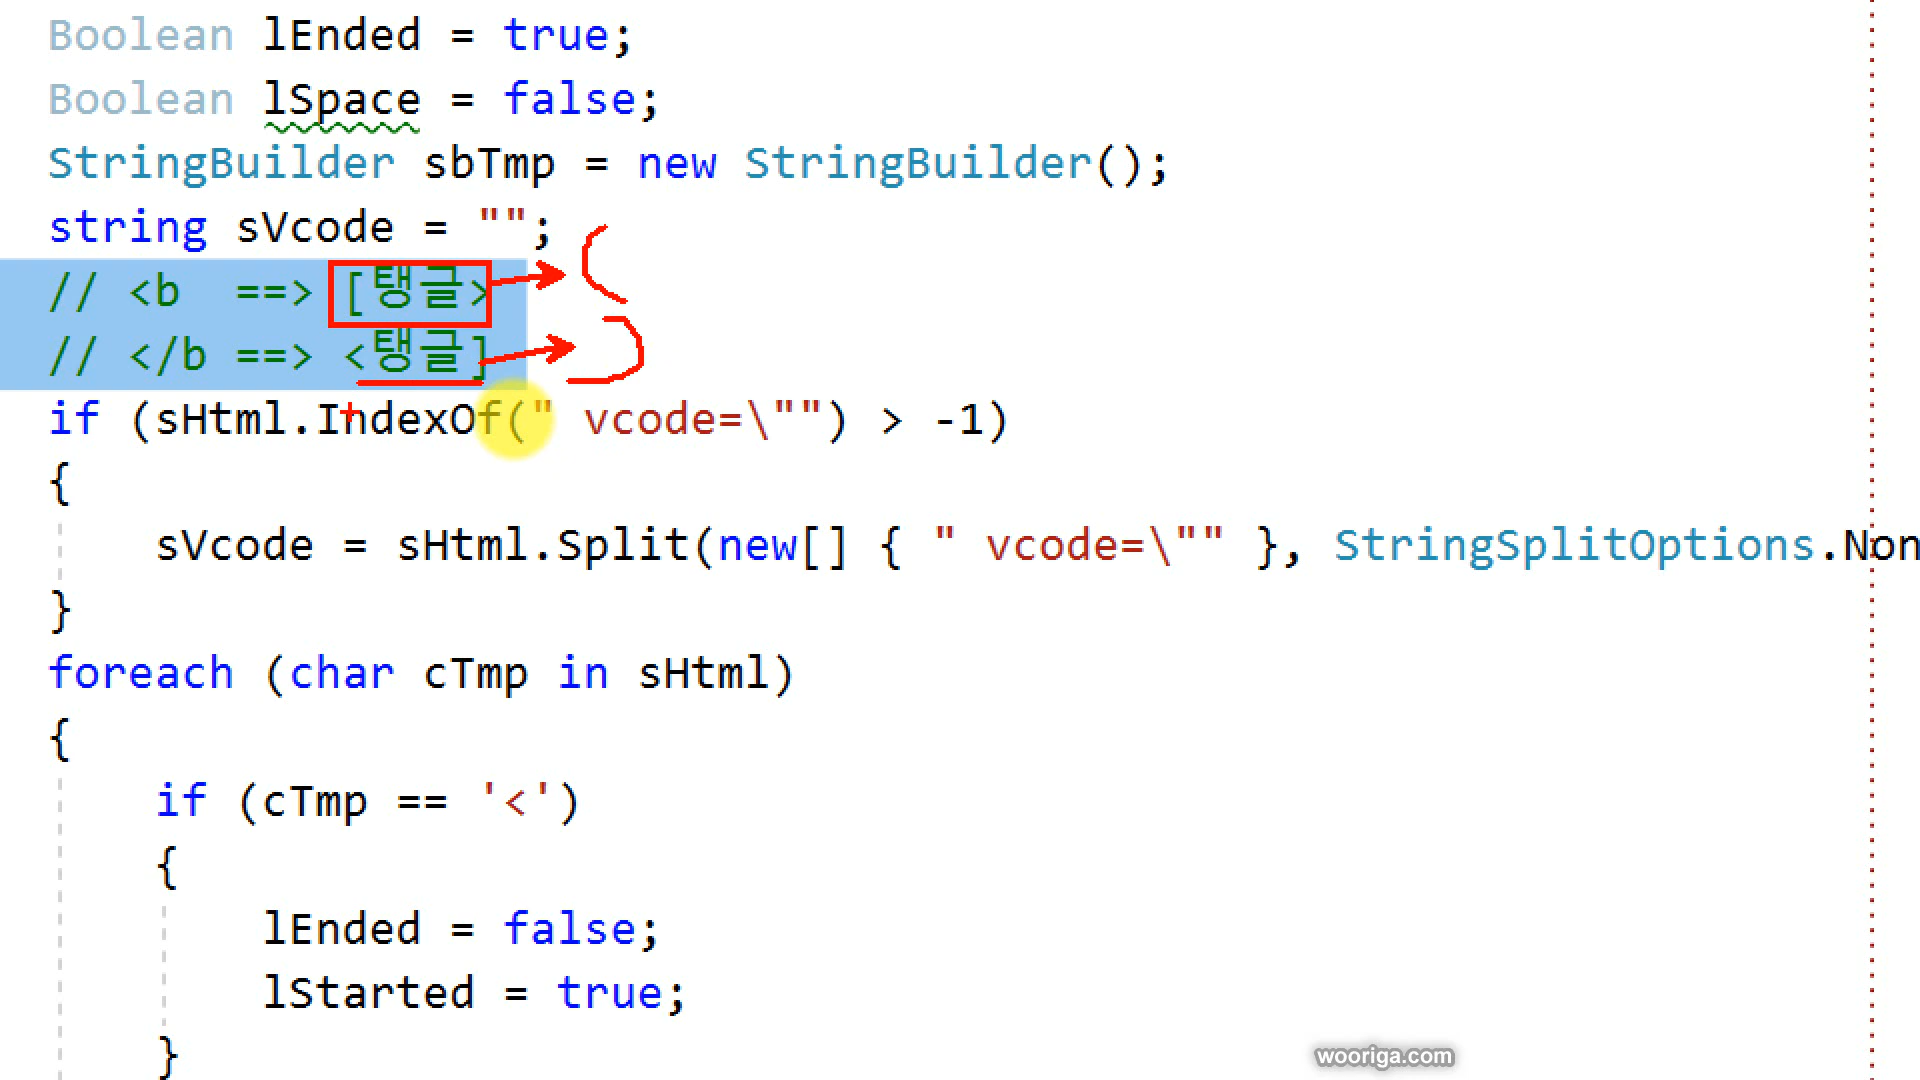 Boolean lEnded = true;
Boolean lSpace = false;
StringBuilder sbTmp = new StringBuilder();
string sVcode = "";
// <b  ==> [탱글>
// </b ==> <탱글]
if (sHtml.IndexOf(" vcode=\"") > -1)
{
    sVcode = sHtml.Split(new[] { " vcode=\"" }, StringSplitOptions.Non
}
foreach (char cTmp in sHtml)
{
    if (cTmp == '<')
    {
        lEnded = false;
        lStarted = true;
    }
wooriga.com